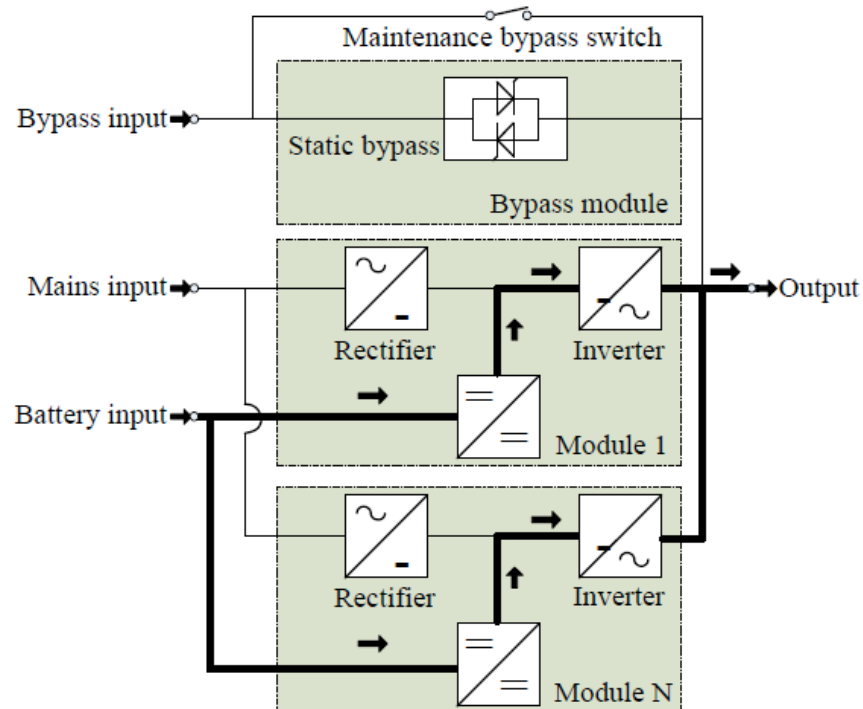 Maintenance bypass switch
Bypass input
Static bypass
Bypass module
Mains input
Output
Rectifier
Inverter
Battery input
Module 1
Rectifier
Inverter
Module N